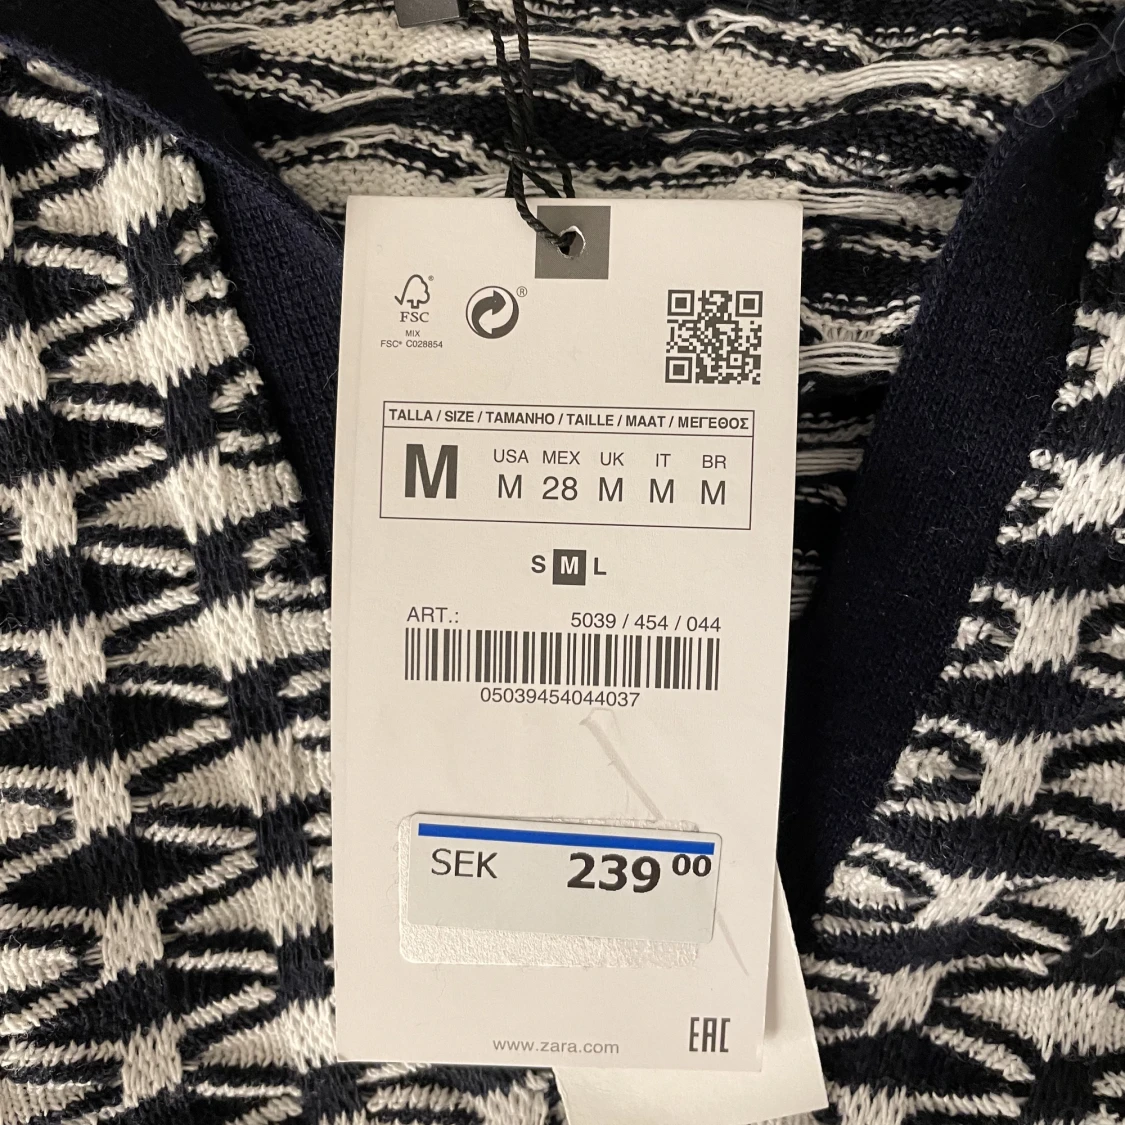 FSC®
MIX
FSC® C028854
®
TALLA / SIZE / TAMANHO / TAILLE / MAAT / ΜΕΓΕΘΟΣ
M
USA MEX UK IT BR
M 28 M M M
S M L
ART.: 5039 / 454 / 044
05039454044037
SEK 239 00
www.zara.com
EAC